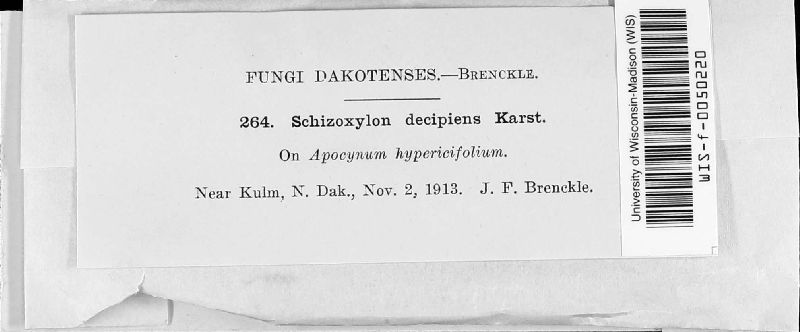 FUNGI DAKOTENSES.—BRENCKLE.
264. Schizoxylon decipiens Karst.
On Apocynum hypericifolium.
Near Kulm, N. Dak., Nov. 2, 1913. J. F. Brenckle.
University of Wisconsin-Madison (WIS)
WIS-f-0050220